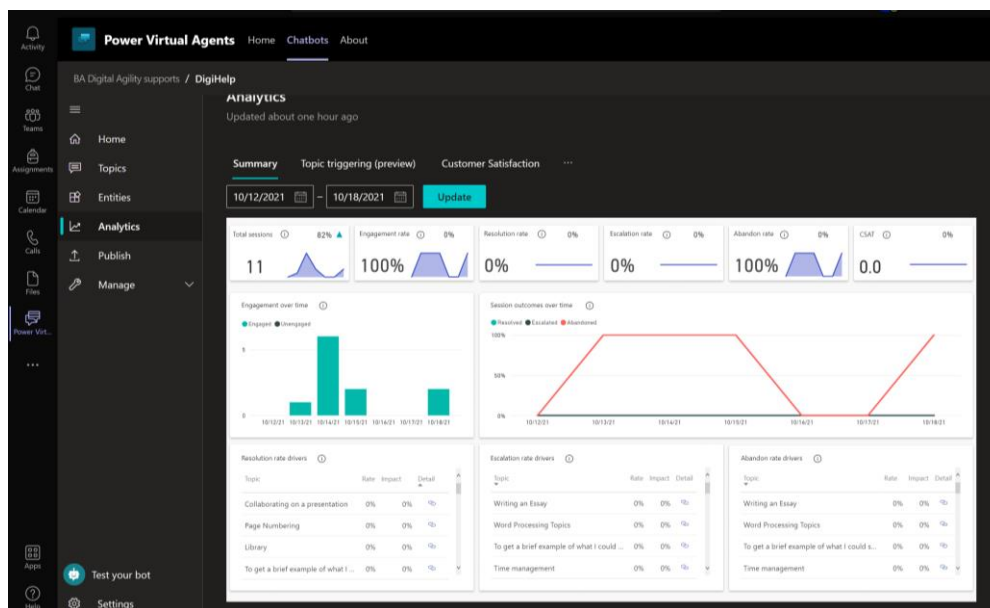 Activity
Power Virtual Agents Home Chatbots About
Chat
BA Digital Agility supports / DigiHelp
Teams
Assignments
Calendar
Calls
Files
Power Virt...
...
Apps
Help
Home
Topics
Entities
Analytics
Publish
Manage
Test your bot
Settings
Analytics
Updated about one hour ago
Summary Topic triggering (preview) Customer Satisfaction ...
10/12/2021 – 10/18/2021 Update
Total sessions 82% Engagement rate 0% Resolution rate 0% Escalation rate 0% Abandon rate 0% CSAT 0%
11 100% 0% 0% 100% 0.0
Engagement over time
Engaged Unengaged
5
0
10/12/21 10/13/21 10/14/21 10/15/21 10/16/21 10/17/21 10/18/21
Session outcomes over time
Resolved Escalated Abandoned
100%
50%
0%
10/12/21 10/13/21 10/14/21 10/15/21 10/16/21 10/17/21 10/18/21
Resolution rate drivers
Topic Rate Impact Detail
Collaborating on a presentation 0% 0%
Page Numbering 0% 0%
Library 0% 0%
To get a brief example of what I ... 0% 0%
Escalation rate drivers
Topic Rate Impact Detail
Writing an Essay 0% 0%
Word Processing Topics 0% 0%
To get a brief example of what I could ... 0% 0%
Time management 0% 0%
Abandon rate drivers
Topic Rate Impact Detail
Writing an Essay 0% 0%
Word Processing Topics 0% 0%
To get a brief example of what I could s... 0% 0%
Time management 0% 0%